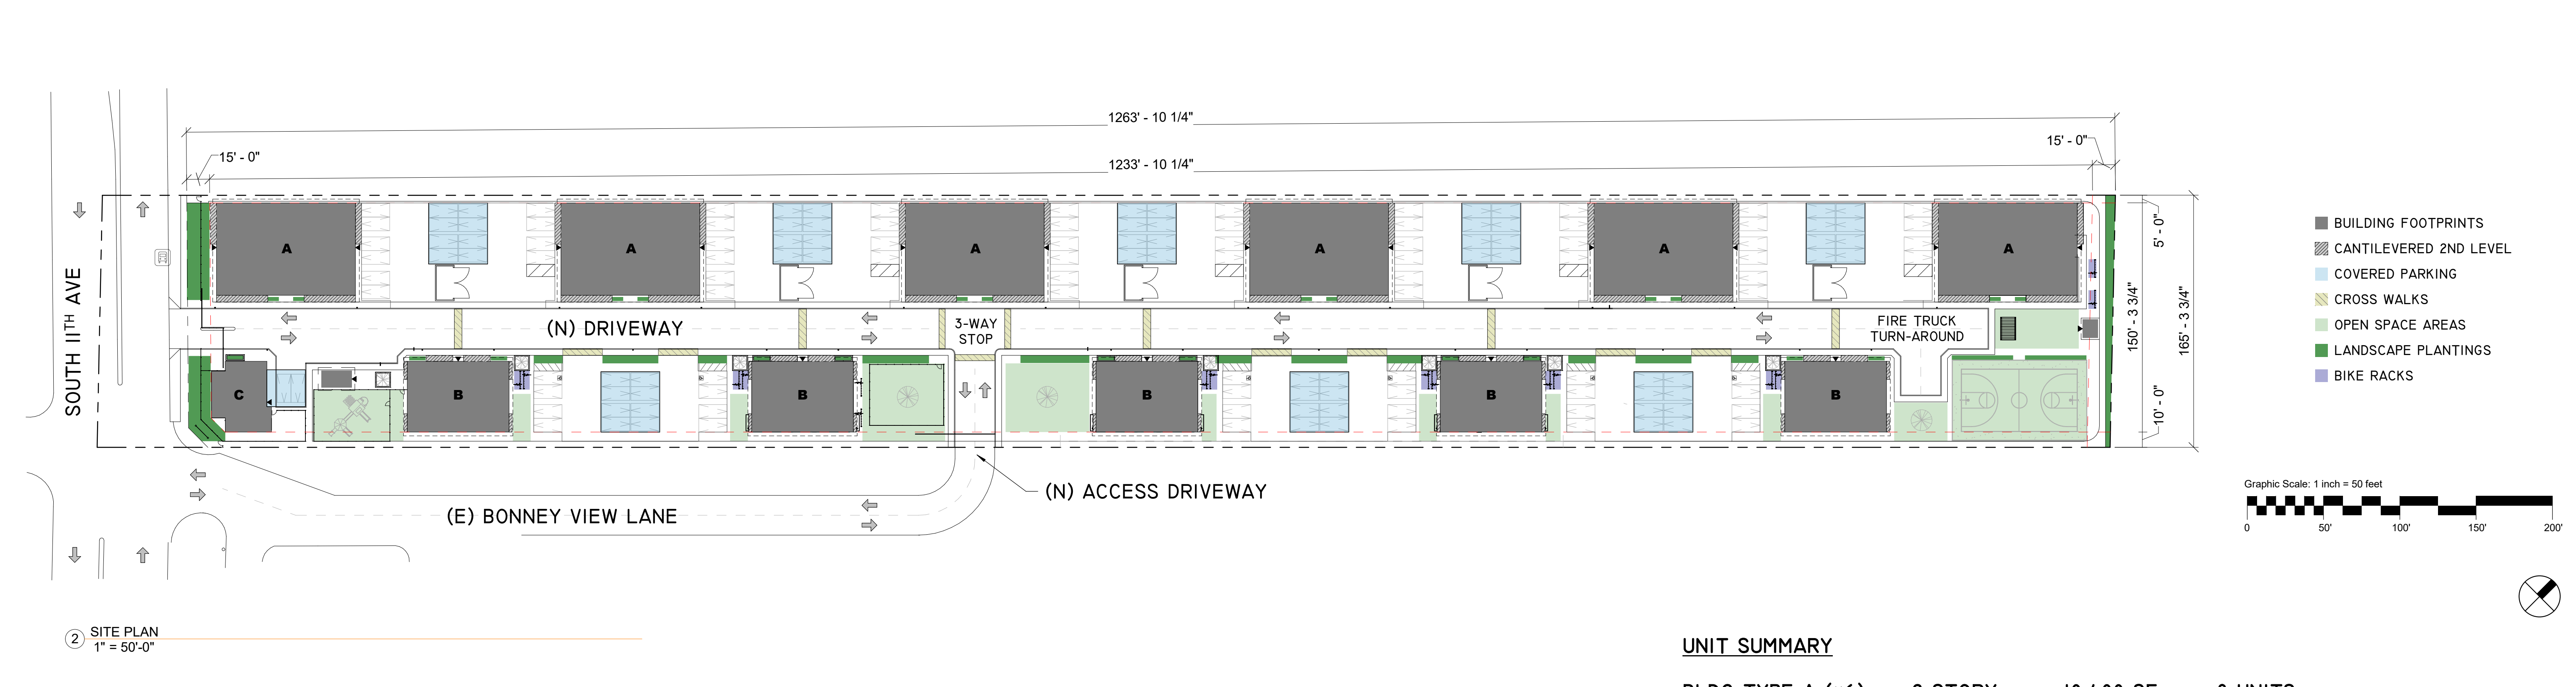 1263' - 10 1/4"
15' - 0"
1233' - 10 1/4"
15' - 0"
A
A
A
A
A
A
5' - 0"
150' - 3 3/4"
165' - 3 3/4"
10' - 0"
SOUTH 11TH AVE
(N) DRIVEWAY
3-WAY
STOP
FIRE TRUCK
TURN-AROUND
C
B
B
B
B
B
(N) ACCESS DRIVEWAY
(E) BONNEY VIEW LANE
BUILDING FOOTPRINTS
CANTILEVERED 2ND LEVEL
COVERED PARKING
CROSS WALKS
OPEN SPACE AREAS
LANDSCAPE PLANTINGS
BIKE RACKS
Graphic Scale: 1 inch = 50 feet
0 50' 100' 150' 200'
2 SITE PLAN
1" = 50'-0"
UNIT SUMMARY